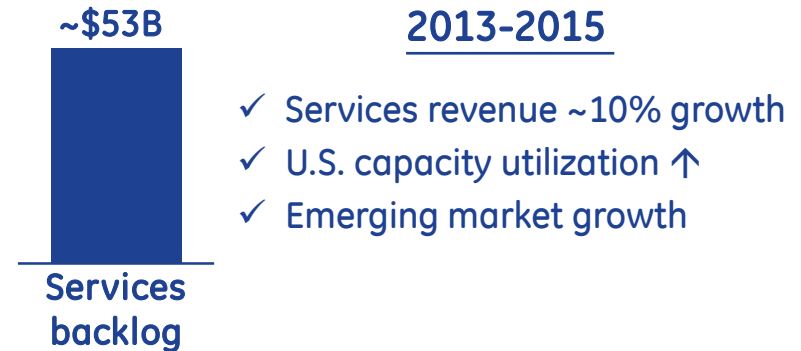 ~$53B
Services
backlog
2013-2015
✓ Services revenue ~10% growth
✓ U.S. capacity utilization ↑
✓ Emerging market growth